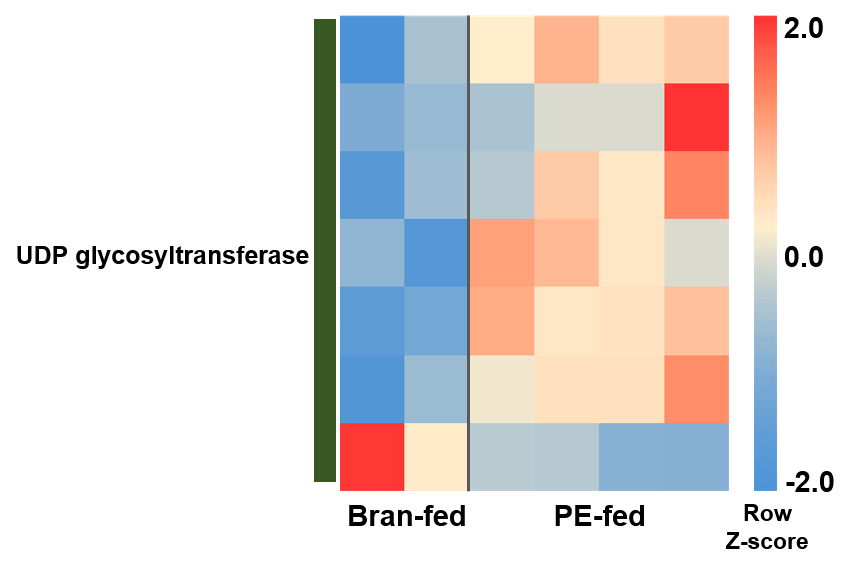 2.0
UDP glycosyltransferase
0.0
-2.0
Bran-fed
PE-fed
Row
Z-score